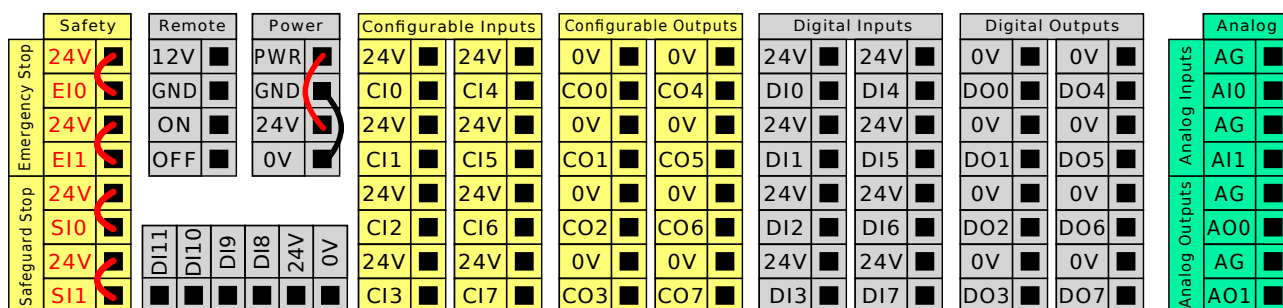 Safety
Emergency Stop
24V
EI0
24V
EI1
Safeguard Stop
24V
SI0
24V
SI1
Remote
12V
GND
ON
OFF
Power
PWR
GND
24V
0V
DI11
DI10
DI9
DI8
24V
0V
Configurable Inputs
24V 24V
CI0 CI4
24V 24V
CI1 CI5
24V 24V
CI2 CI6
24V 24V
CI3 CI7
Configurable Outputs
0V 0V
CO0 CO4
0V 0V
CO1 CO5
0V 0V
CO2 CO6
0V 0V
CO3 CO7
Digital Inputs
24V 24V
DI0 DI4
24V 24V
DI1 DI5
24V 24V
DI2 DI6
24V 24V
DI3 DI7
Digital Outputs
0V 0V
DO0 DO4
0V 0V
DO1 DO5
0V 0V
DO2 DO6
0V 0V
DO3 DO7
Analog
Analog Inputs
AG
AI0
AG
AI1
Analog Outputs
AG
AO0
AG
AO1